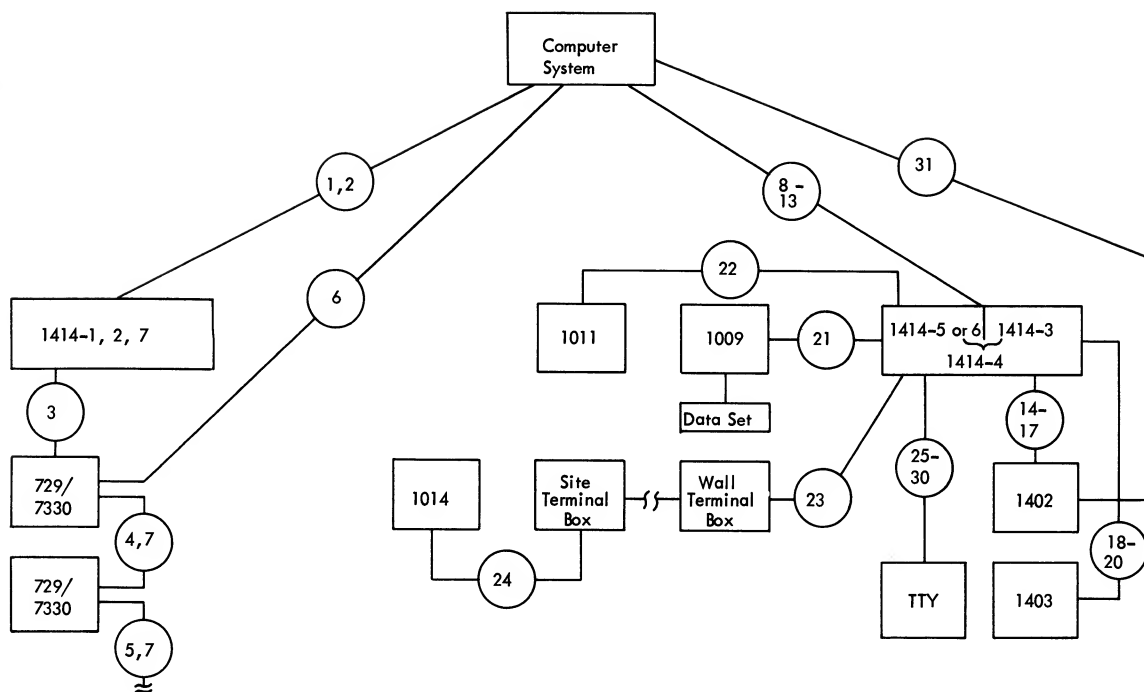 Computer
System
1,2
8-
13
31
22
6
1414-1, 2, 7
1011
1009
21
1414-5 or 6
1414-3
1414-4
3
Data Set
14-
17
729/
7330
1014
Site
Terminal
Box
Wall
Terminal
Box
23
25-
30
1402
4,7
18-
20
24
729/
7330
TTY
1403
5,7